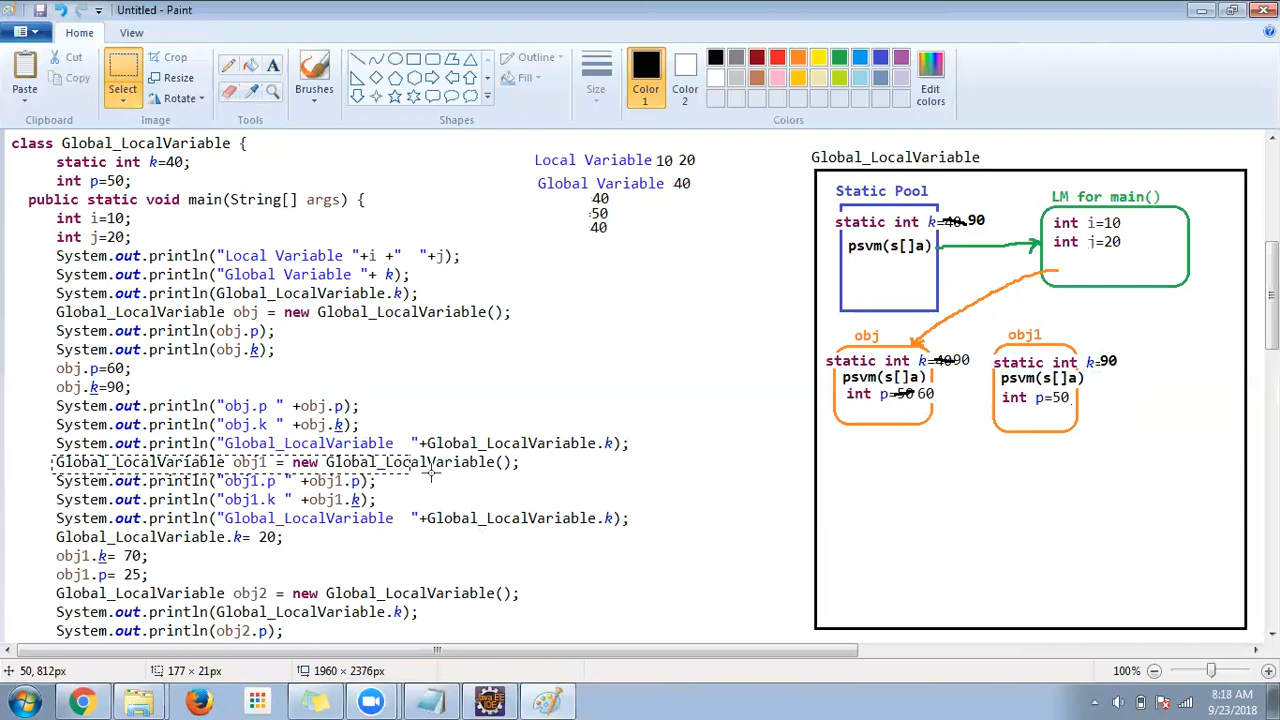 Untitled - Paint
Home View
Paste
Cut
Copy
Clipboard
Select
Crop
Resize
Rotate
Image
Tools
Brushes
Shapes
Outline
Fill
Size
Color 1
Color 2
Edit colors
Colors
class Global_LocalVariable {
static int k=40;
int p=50;
public static void main(String[] args) {
int i=10;
int j=20;
System.out.println("Local Variable "+i +" "+j);
System.out.println("Global Variable "+ k);
System.out.println(Global_LocalVariable.k);
Global_LocalVariable obj = new Global_LocalVariable();
System.out.println(obj.p);
System.out.println(obj.k);
obj.p=60;
obj.k=90;
System.out.println("obj.p " +obj.p);
System.out.println("obj.k " +obj.k);
System.out.println("Global_LocalVariable "+Global_LocalVariable.k);
Global_LocalVariable obj1 = new Global_LocalVariable();
System.out.println("obj1.p " +obj1.p);
System.out.println("obj1.k " +obj1.k);
System.out.println("Global_LocalVariable "+Global_LocalVariable.k);
Global_LocalVariable.k= 20;
obj1.k= 70;
obj1.p= 25;
Global_LocalVariable obj2 = new Global_LocalVariable();
System.out.println(Global_LocalVariable.k);
System.out.println(obj2.p);
Local Variable 10 20
Global Variable 40
40
50
40
Global_LocalVariable
Static Pool
static int k=40 90
psvm(s[]a)
LM for main()
int i=10
int j=20
obj
static int k=40 90
psvm(s[]a)
int p=50 60
obj1
static int k=90
psvm(s[]a)
int p=50
50, 812px
177 × 21px
1960 × 2376px
100%
8:18 AM
9/23/2018